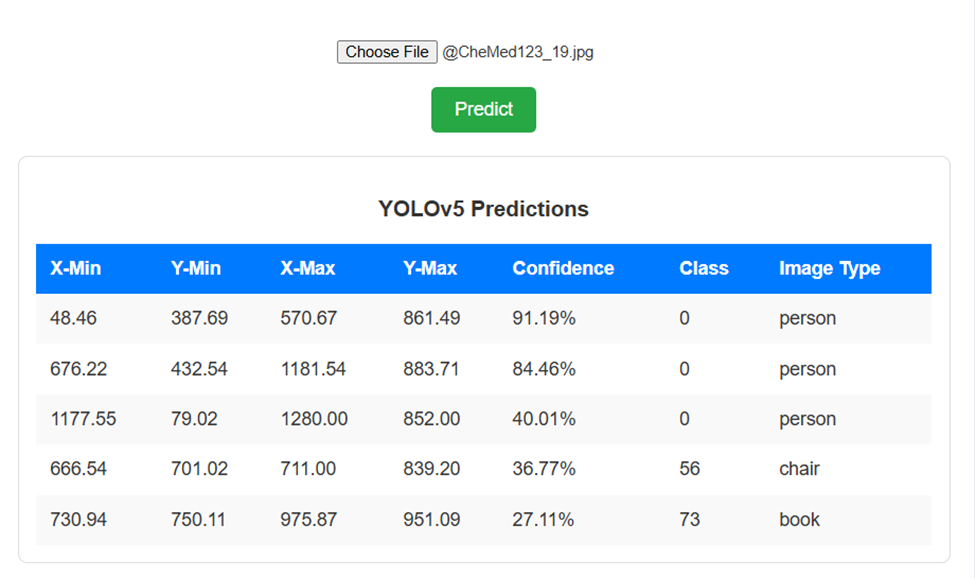 Choose File @CheMed123_19.jpg
Predict
YOLOv5 Predictions
X-Min Y-Min X-Max Y-Max Confidence Class Image Type
48.46 387.69 570.67 861.49 91.19% 0 person
676.22 432.54 1181.54 883.71 84.46% 0 person
1177.55 79.02 1280.00 852.00 40.01% 0 person
666.54 701.02 711.00 839.20 36.77% 56 chair
730.94 750.11 975.87 951.09 27.11% 73 book